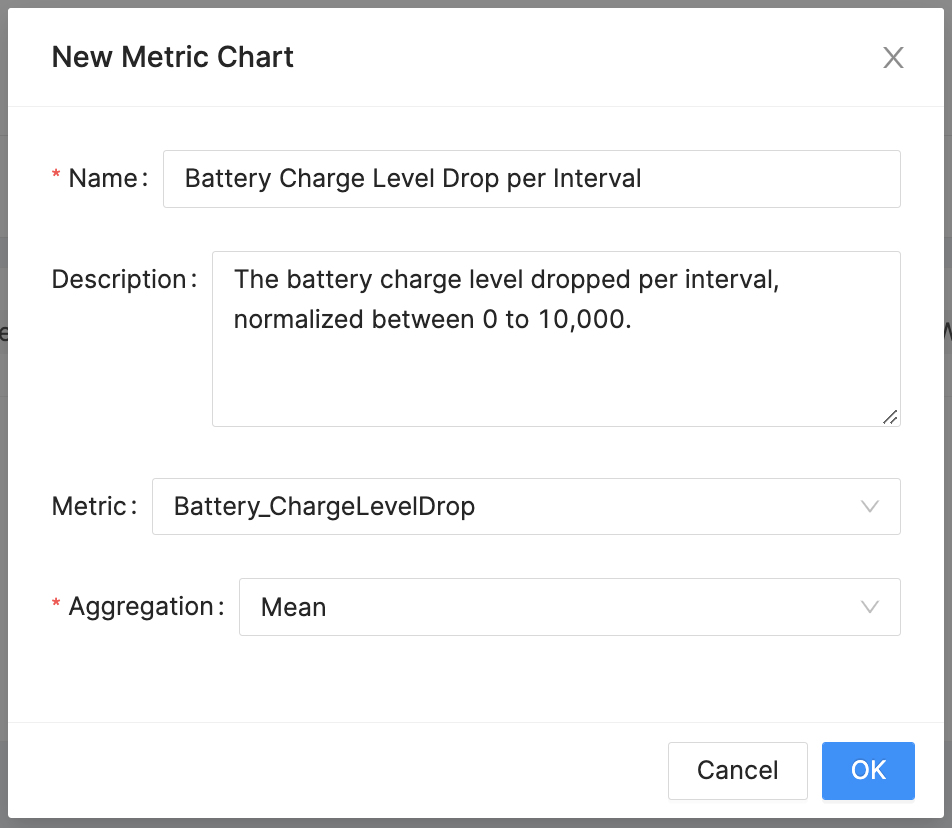 New Metric Chart
* Name:
Battery Charge Level Drop per Interval
Description:
The battery charge level dropped per interval,
normalized between 0 to 10,000.
Metric:
Battery_ChargeLevelDrop
* Aggregation:
Mean
Cancel
OK